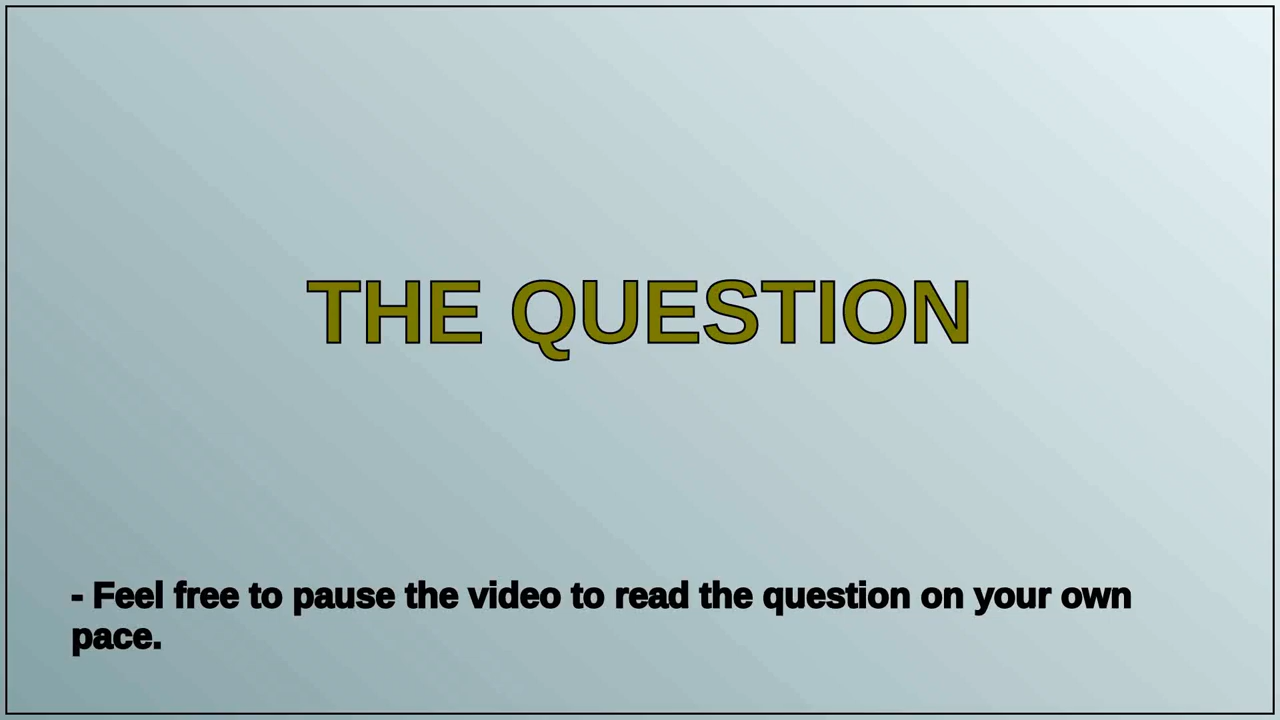 THE QUESTION
- Feel free to pause the video to read the question on your own
pace.